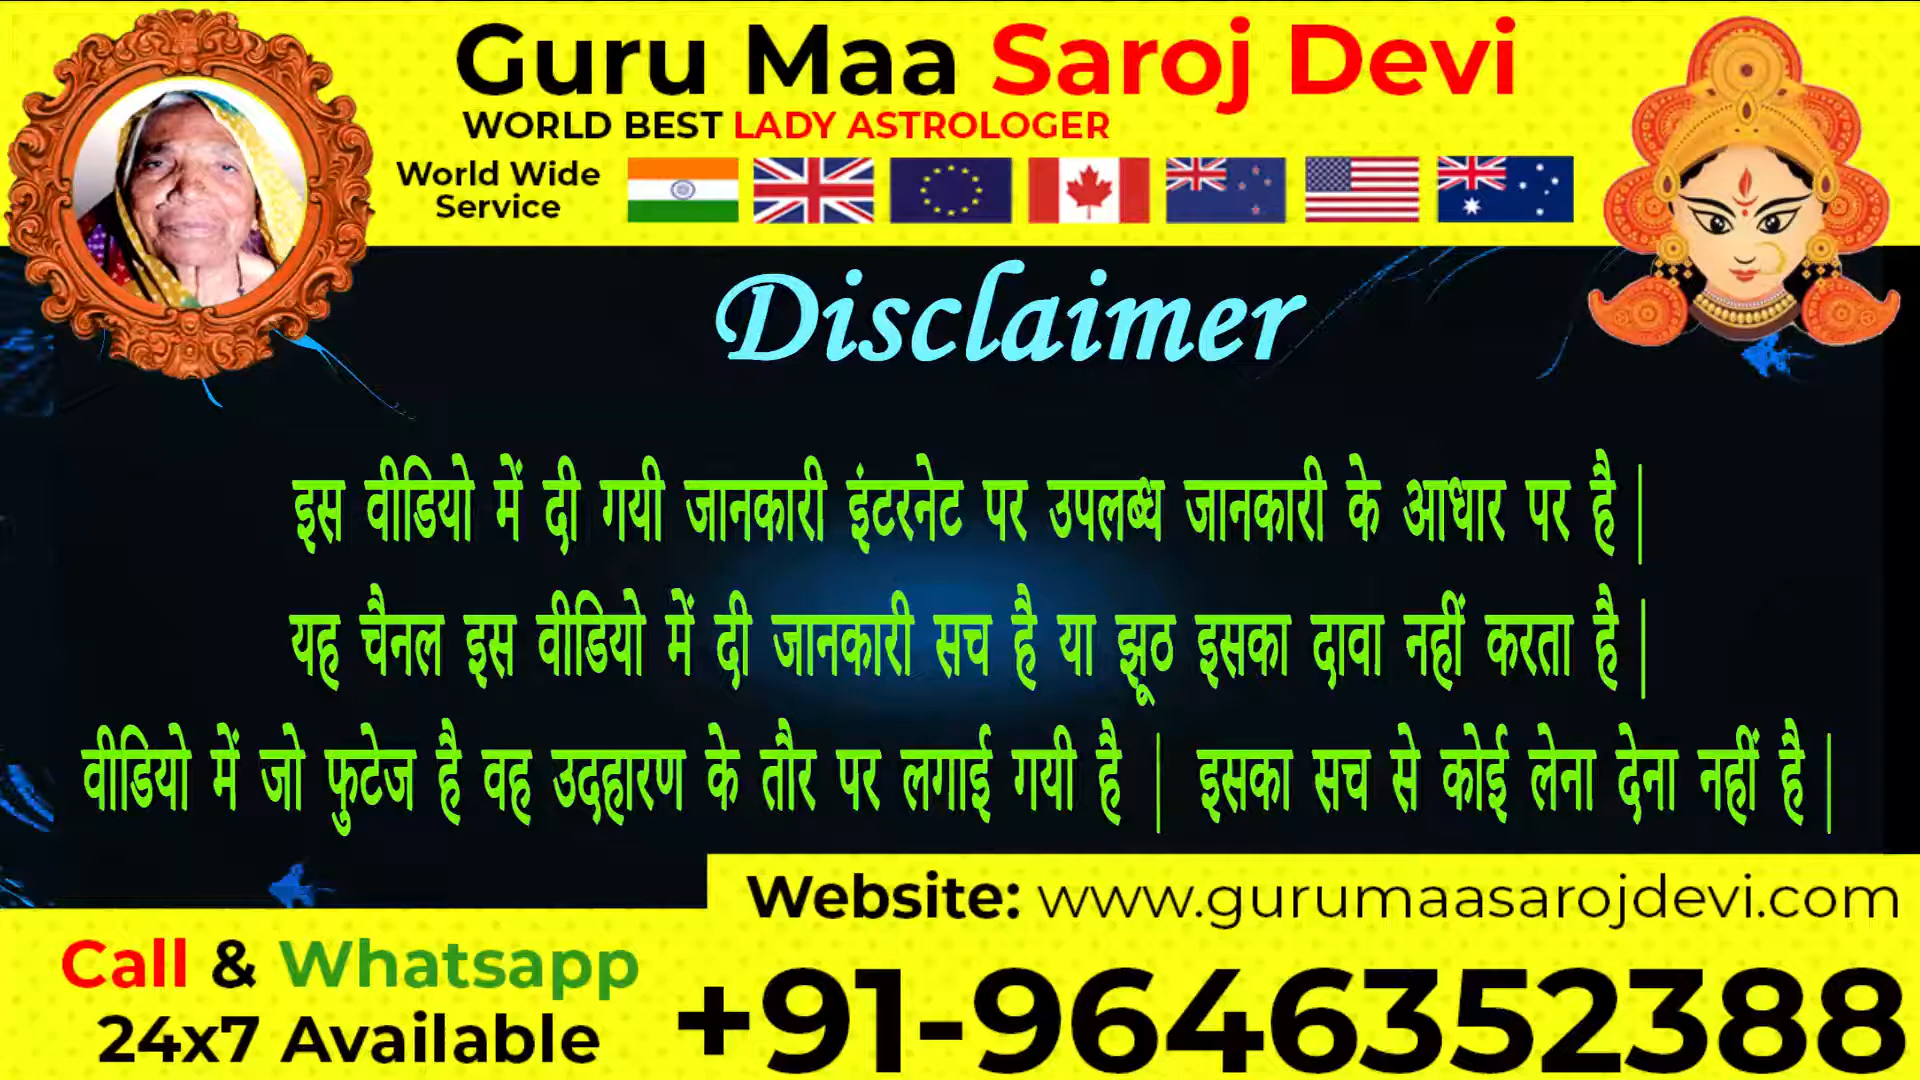 Guru Maa Saroj Devi
WORLD BEST LADY ASTROLOGER
World Wide
Service
Disclaimer
इस वीडियो में दी गयी जानकारी इंटरनेट पर उपलब्ध जानकारी के आधार पर है |
यह चैनल इस वीडियो में दी जानकारी सच है या झूठ इसका दावा नहीं करता है |
वीडियो में जो फुटेज है वह उदहारण के तौर पर लगाई गयी है | इसका सच से कोई लेना देना नहीं है |
Website: www.gurumaasarojdevi.com
Call & Whatsapp
24x7 Available
+91-9646352388